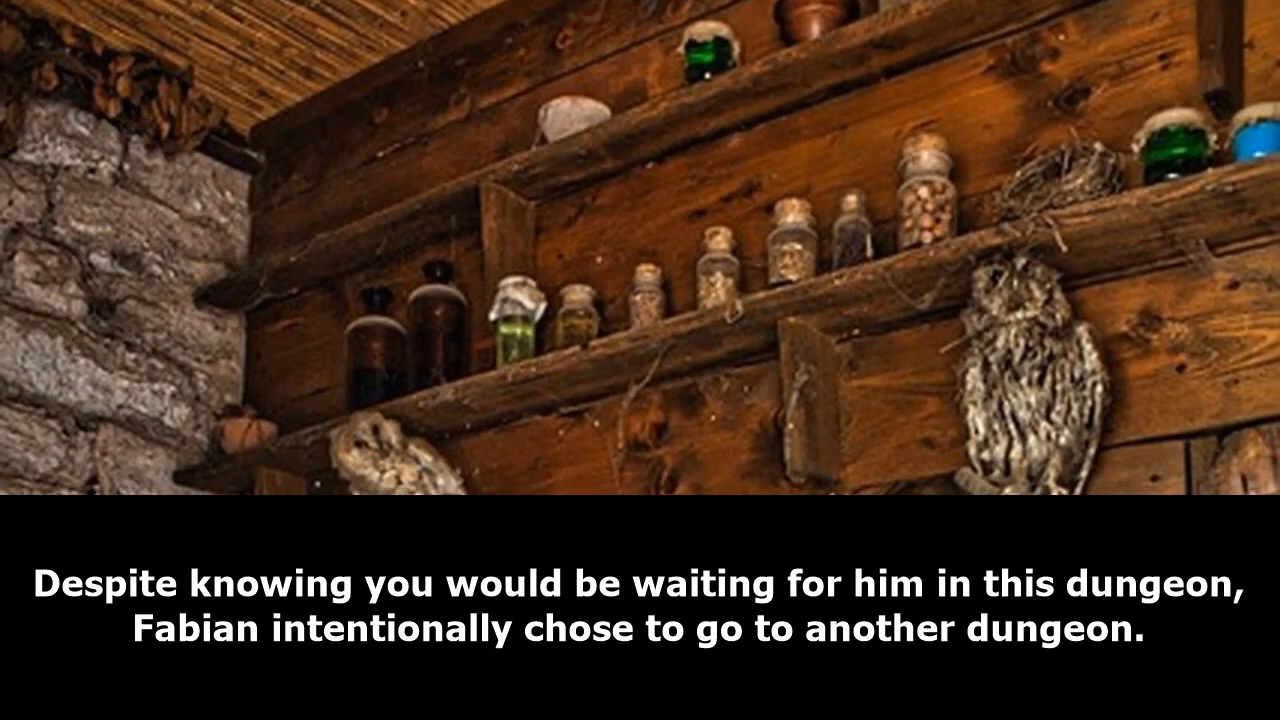 Despite knowing you would be waiting for him in this dungeon,
Fabian intentionally chose to go to another dungeon.